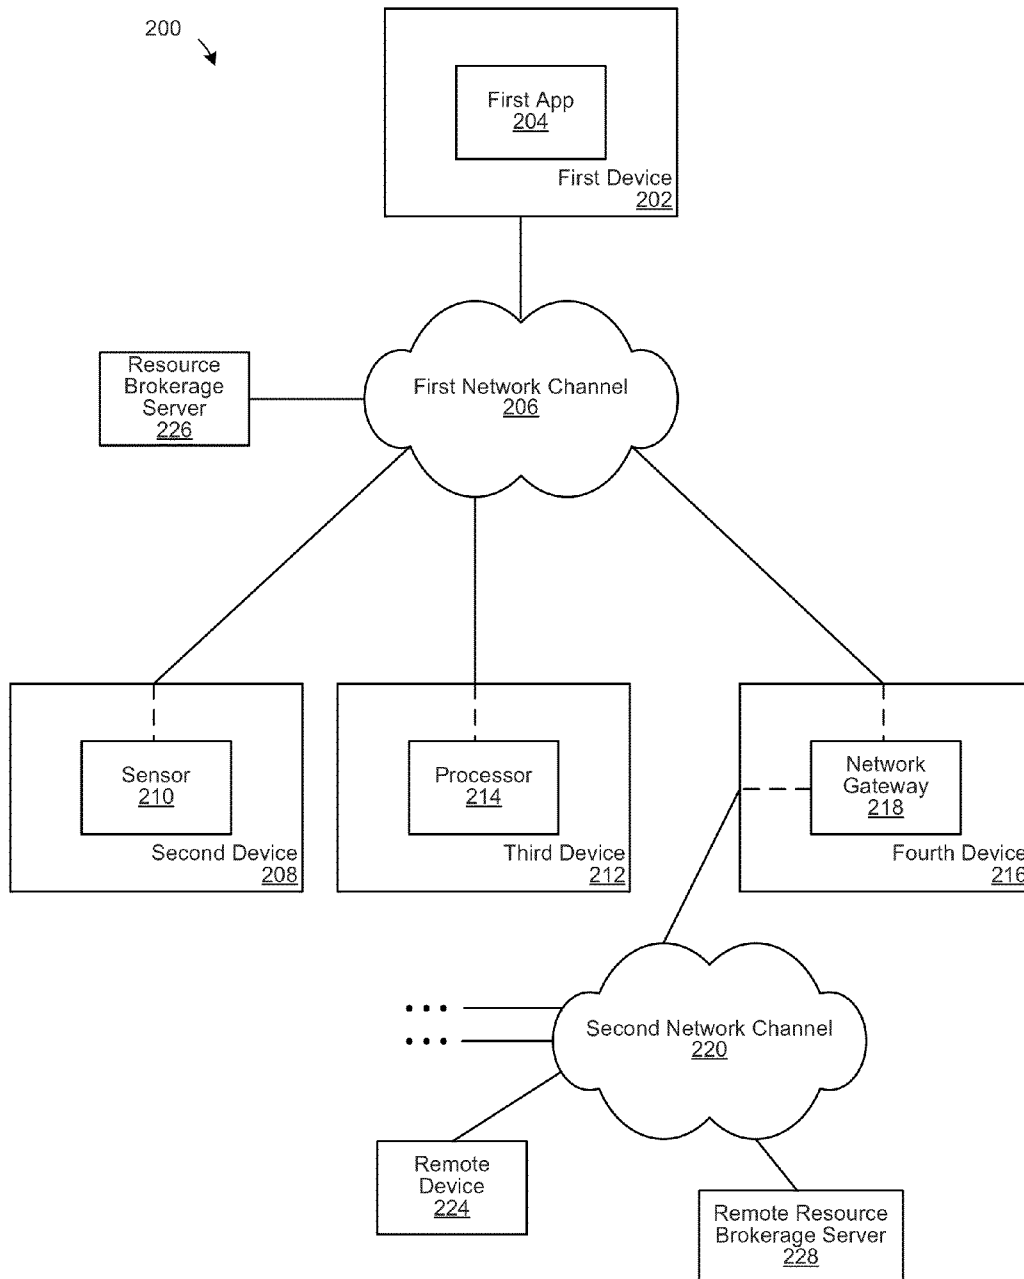 200
First App
204
First Device
202
First Network Channel
206
Resource
Brokerage
Server
226
Sensor
210
Second Device
208
Processor
214
Third Device
212
Network
Gateway
218
Fourth Device
216
Second Network Channel
220
Remote
Device
224
Remote Resource
Brokerage Server
228